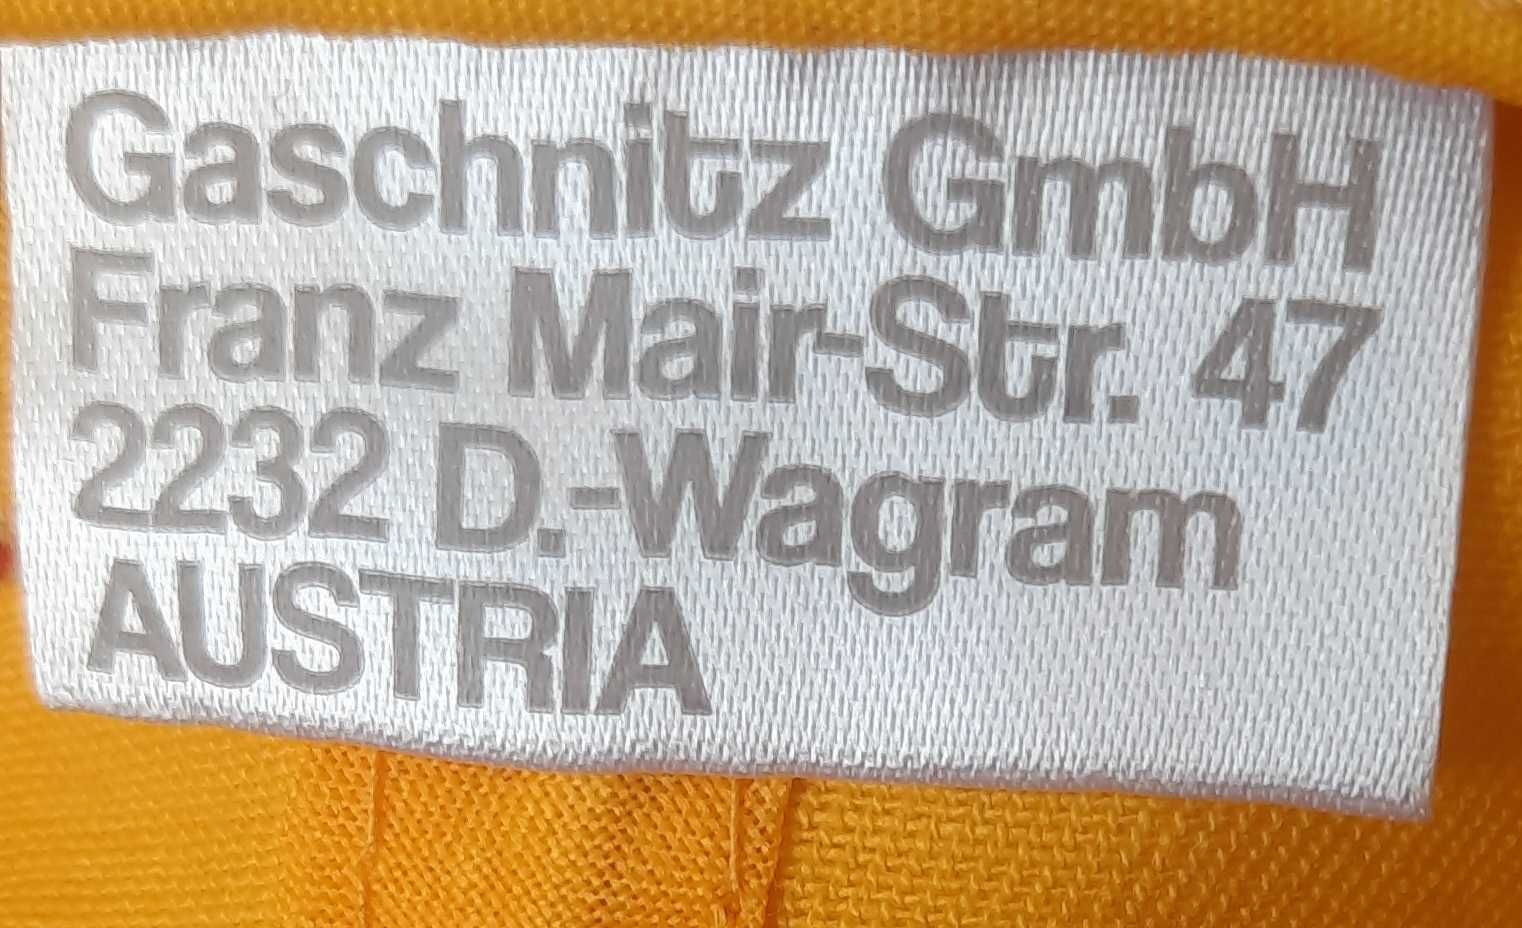 Gaschnitz GmbH
Franz Mair-Str. 47
2232 D.-Wagram
AUSTRIA